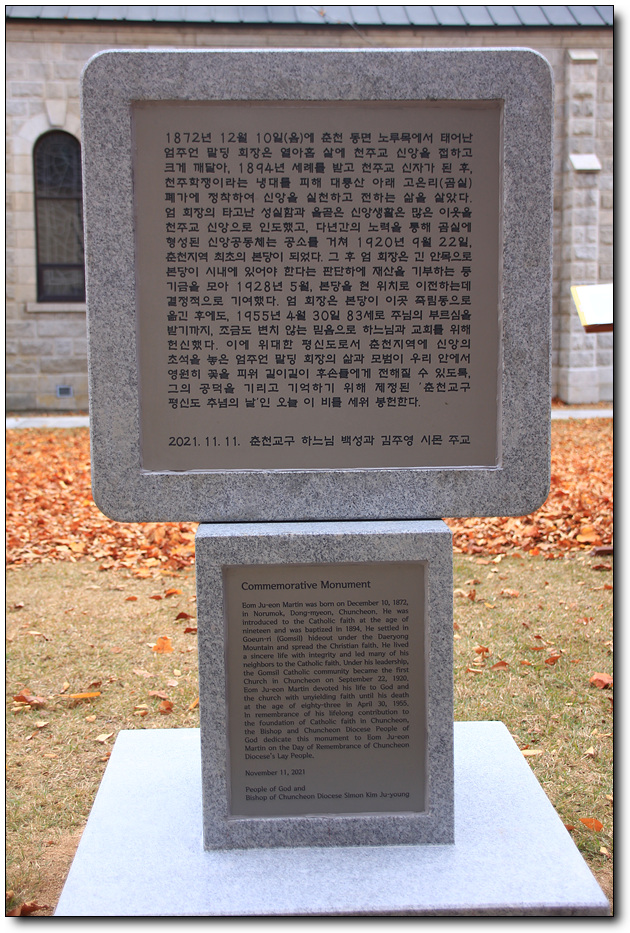 1872년 12월 10일(음)에 춘천 동면 노루목에서 태어난
엄주언 말딩 회장은 열아홉 살에 천주교 신앙을 접하고
크게 깨달아, 1894년 세례를 받고 천주교 신자가 된 후,
천주학쟁이라는 냉대를 피해 대룡산 아래 고은리(곰실)
폐가에 정착하여 신앙을 실천하고 전하는 삶을 살았다.
엄 회장의 타고난 성실함과 올곧은 신앙생활은 많은 이웃을
천주교 신앙으로 인도했고, 다년간의 노력을 통해 곰실에
형성된 신앙공동체는 공소를 거쳐 1920년 9월 22일,
춘천지역 최초의 본당이 되었다. 그 후 엄 회장은 긴 안목으로
본당이 시내에 있어야 한다는 판단하에 재산을 기부하는 등
기금을 모아 1928년 5월, 본당을 현 위치로 이전하는데
결정적으로 기여했다. 엄 회장은 본당이 이곳 죽림동으로
옮긴 후에도, 1955년 4월 30일 83세로 주님의 부르심을
받기까지, 조금도 변치 않는 믿음으로 하느님과 교회를 위해
헌신했다. 이에 위대한 평신도로서 춘천지역에 신앙의
초석을 놓은 엄주언 말딩 회장의 삶과 모범이 우리 안에서
영원히 꽃을 피워 길이길이 후손들에게 전해질 수 있도록,
그의 공덕을 기리고 기억하기 위해 제정된 '춘천교구
평신도 추념의 날'인 오늘 이 비를 세워 봉헌한다.
2021. 11. 11. 춘천교구 하느님 백성과 김주영 시몬 주교
Commemorative Monument
Eom Ju-eon Martin was born on December 10, 1872,
in Norumok, Dong-myeon, Chuncheon. He was
introduced to the Catholic faith at the age of
nineteen and was baptized in 1894. He settled in
Goeun-ri (Gomsil) hideout under the Daeryong
Mountain and spread the Christian faith. He lived
a sincere life with integrity and led many of his
neighbors to the Catholic faith. Under his leadership,
the Gomsil Catholic community became the first
Church in Chuncheon on September 22, 1920.
Eom Ju-eon Martin devoted his life to God and
the church with unyielding faith until his death
at the age of eighty-three in April 30, 1955.
In remembrance of his lifelong contribution to
the foundation of Catholic faith in Chuncheon,
the Bishop and Chuncheon Diocese People of
God dedicate this monument to Eom Ju-eon
Martin on the Day of Remembrance of Chuncheon
Diocese's Lay People.
November 11, 2021
People of God and
Bishop of Chuncheon Diocese Simon Kim Ju-young